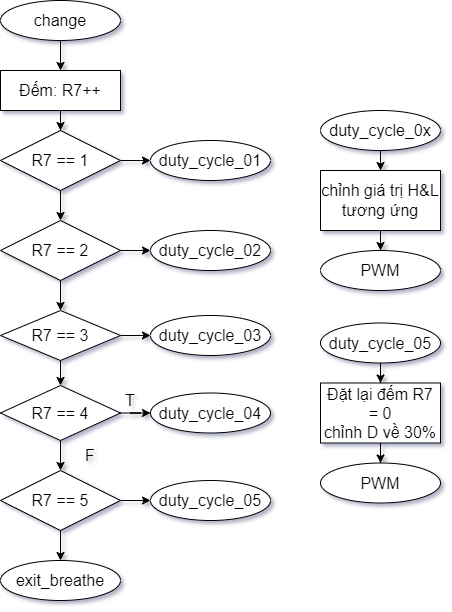 change
Đếm: R7++
R7 == 1
duty_cycle_01
R7 == 2
duty_cycle_02
R7 == 3
duty_cycle_03
R7 == 4
T
duty_cycle_04
F
R7 == 5
duty_cycle_05
exit_breathe
duty_cycle_0x
chỉnh giá trị H&L
tương ứng
PWM
duty_cycle_05
Đặt lại đếm R7
= 0
chỉnh D về 30%
PWM